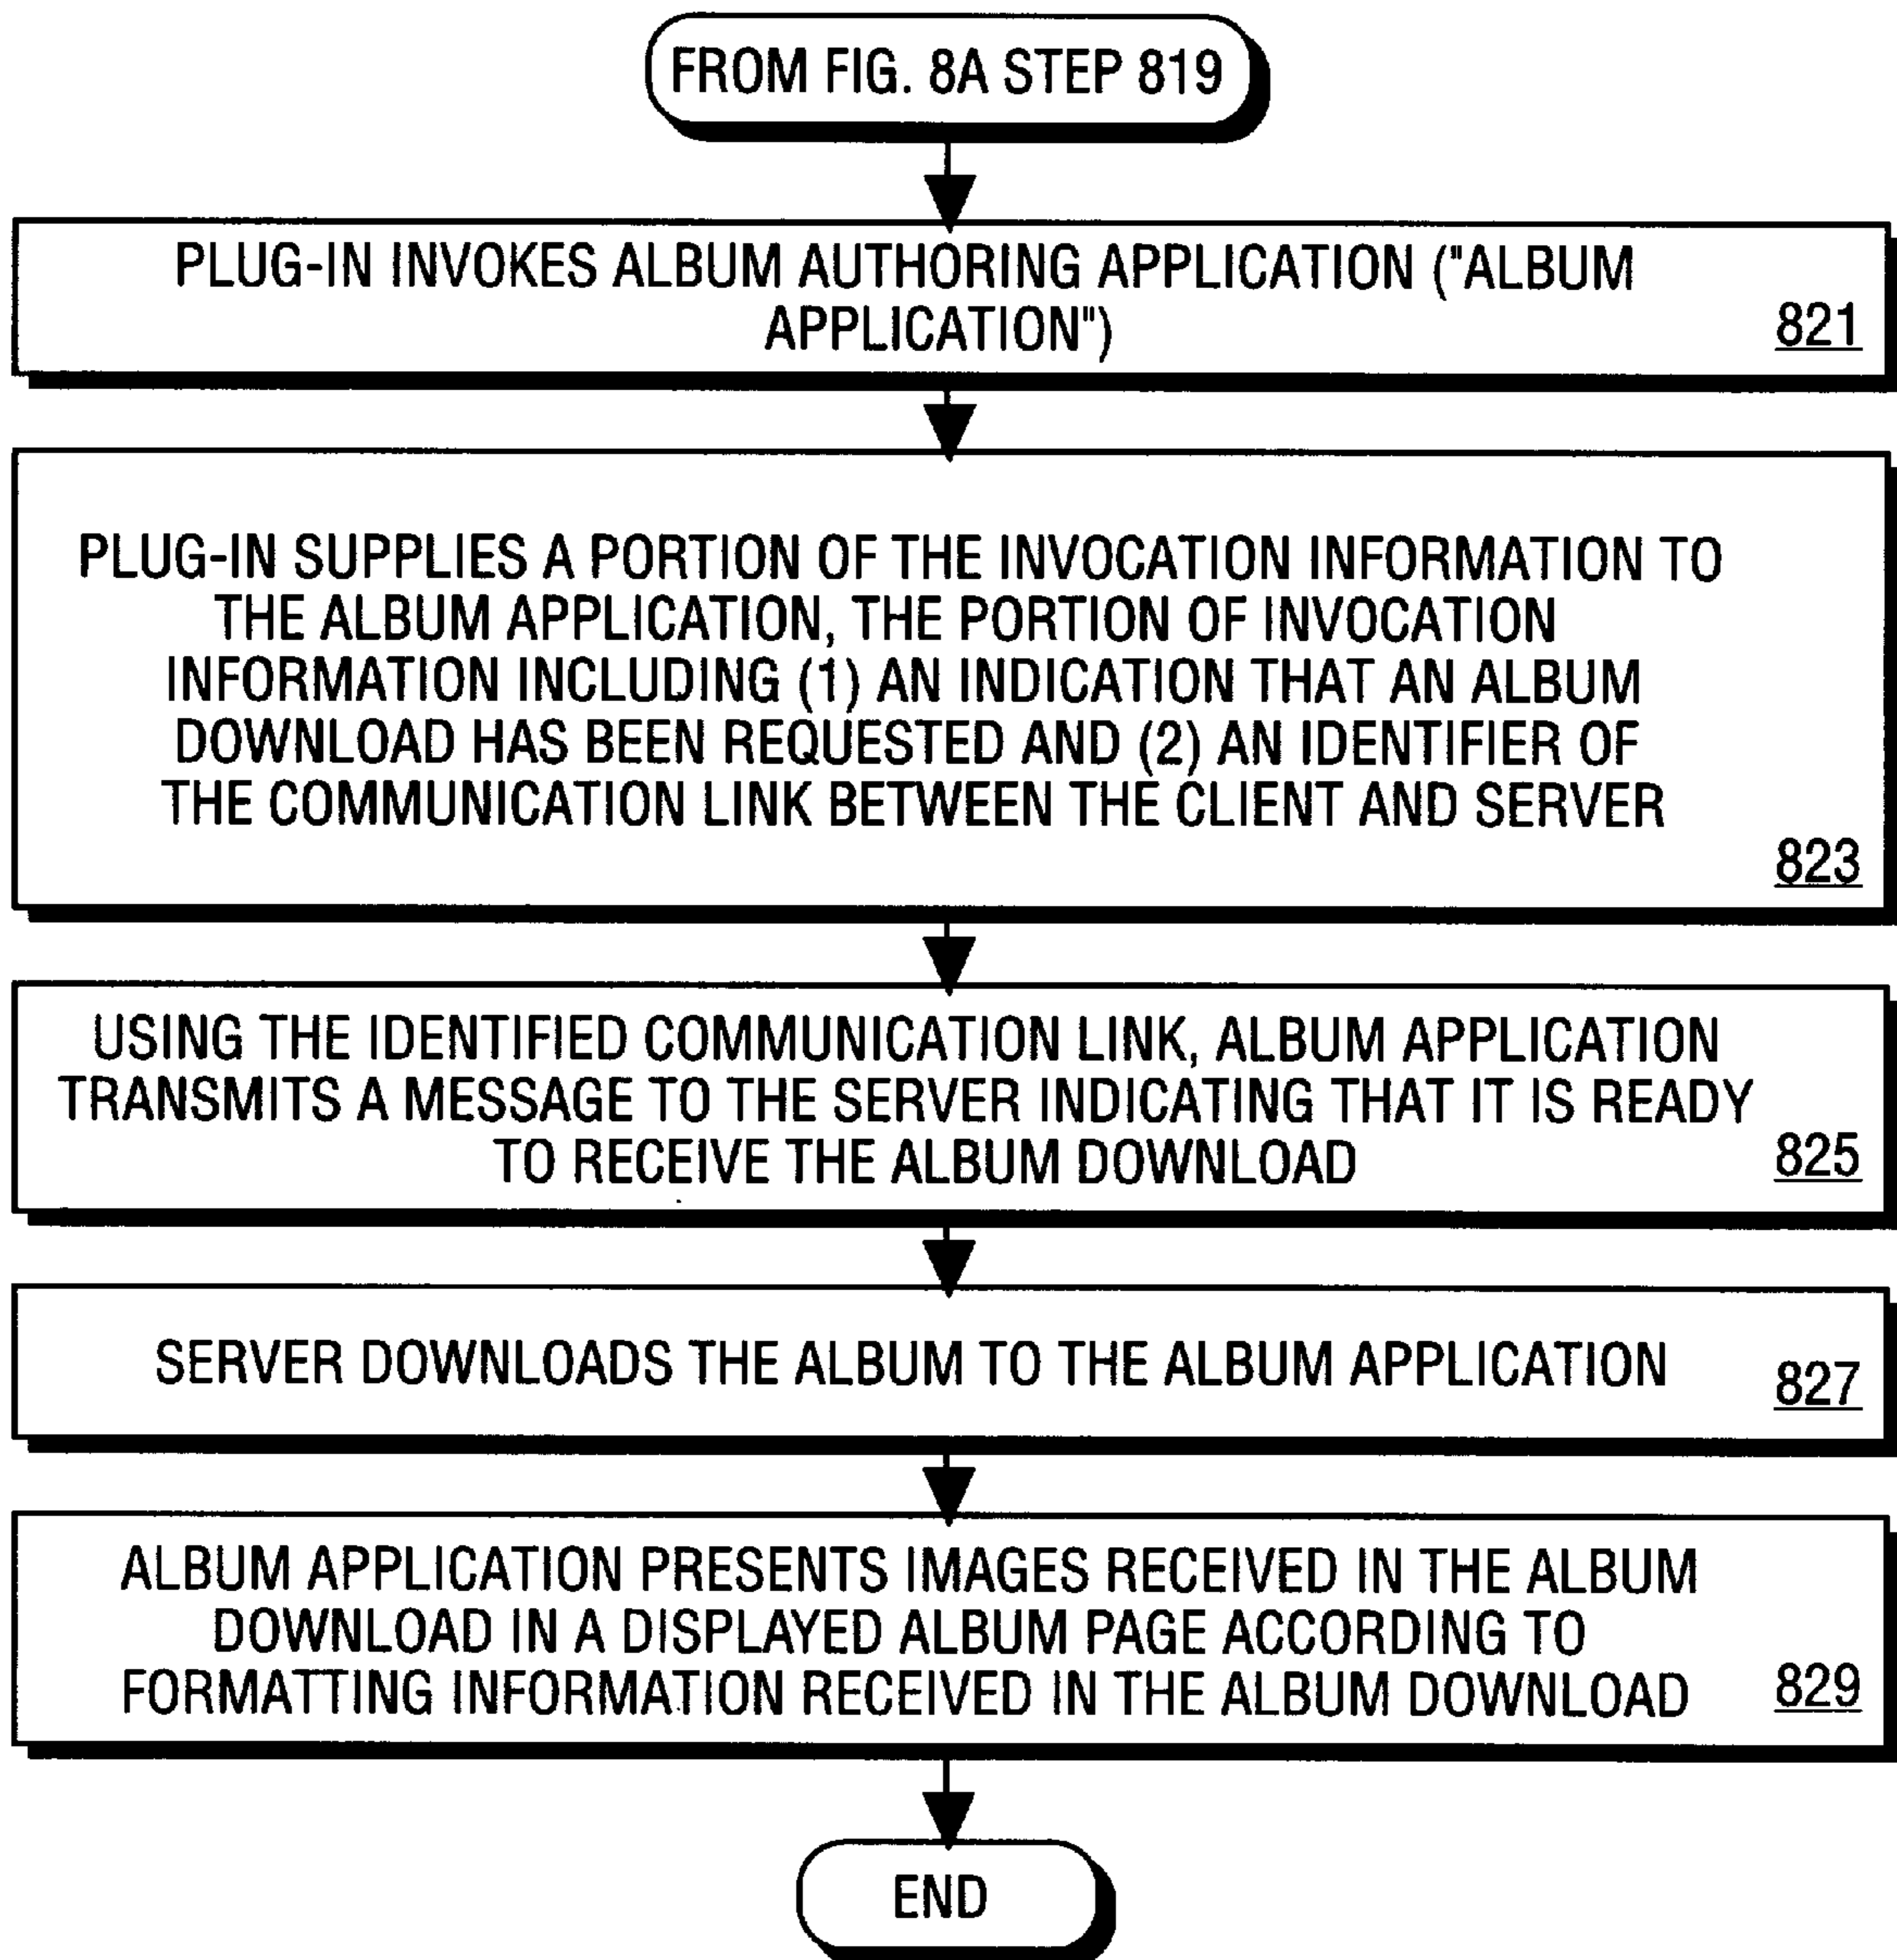 FROM FIG. 8A STEP 819
PLUG-IN INVOKES ALBUM AUTHORING APPLICATION ("ALBUM
APPLICATION")
821
PLUG-IN SUPPLIES A PORTION OF THE INVOCATION INFORMATION TO
THE ALBUM APPLICATION, THE PORTION OF INVOCATION
INFORMATION INCLUDING (1) AN INDICATION THAT AN ALBUM
DOWNLOAD HAS BEEN REQUESTED AND (2) AN IDENTIFIER OF
THE COMMUNICATION LINK BETWEEN THE CLIENT AND SERVER
823
USING THE IDENTIFIED COMMUNICATION LINK, ALBUM APPLICATION
TRANSMITS A MESSAGE TO THE SERVER INDICATING THAT IT IS READY
TO RECEIVE THE ALBUM DOWNLOAD
825
SERVER DOWNLOADS THE ALBUM TO THE ALBUM APPLICATION
827
ALBUM APPLICATION PRESENTS IMAGES RECEIVED IN THE ALBUM
DOWNLOAD IN A DISPLAYED ALBUM PAGE ACCORDING TO
FORMATTING INFORMATION RECEIVED IN THE ALBUM DOWNLOAD
829
END